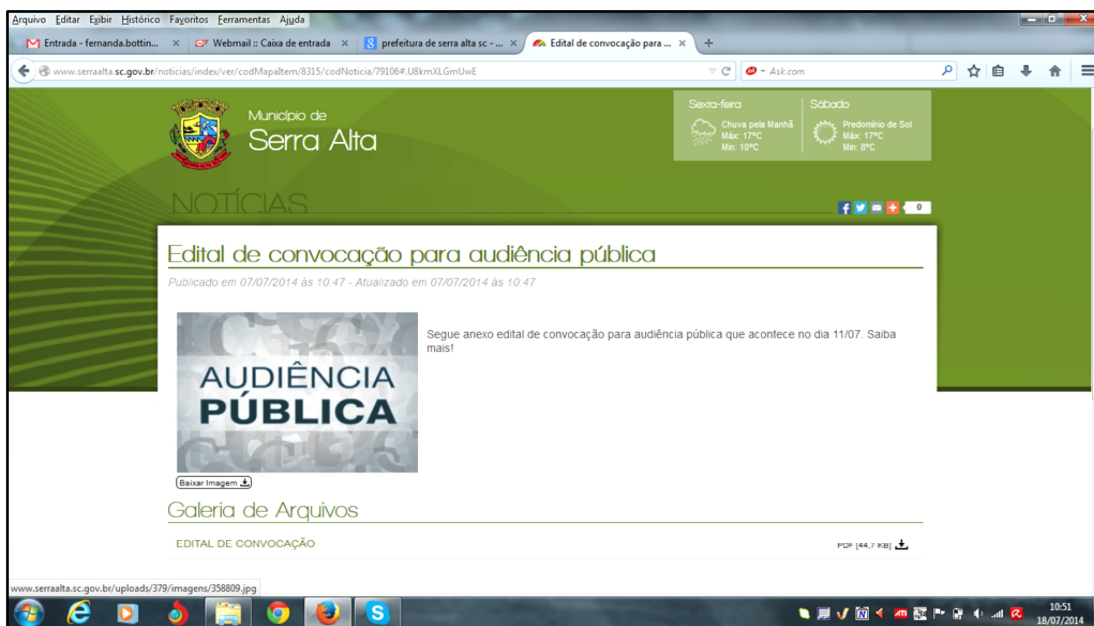 Arquivo Editar Exibir Histórico Favoritos Ferramentas Ajuda
Entrada - fernanda.bottin... × Webmail :: Caixa de entrada × prefeitura de serra alta sc - ... × Edital de convocação para ... × +
www.serraalta.sc.gov.br/noticias/index/ver/codMapaItem/8315/codNoticia/79106#.U8kmXLGmUwE
Ask.com
Município de
Serra Alta
Sexta-feira
Chuva pela Manhã
Máx: 17ºC
Min: 10ºC
Sábado
Predomínio de Sol
Máx: 17ºC
Min: 8ºC
NOTÍCIAS
0
Edital de convocação para audiência pública
Publicado em 07/07/2014 às 10:47 - Atualizado em 07/07/2014 às 10:47
Segue anexo edital de convocação para audiência pública que acontece no dia 11/07. Saiba
mais!
AUDIÊNCIA
PÚBLICA
Baixar Imagem
Galeria de Arquivos
EDITAL DE CONVOCAÇÃO
PDF [44,7 KB]
www.serraalta.sc.gov.br/uploads/379/imagens/358809.jpg
10:51
18/07/2014